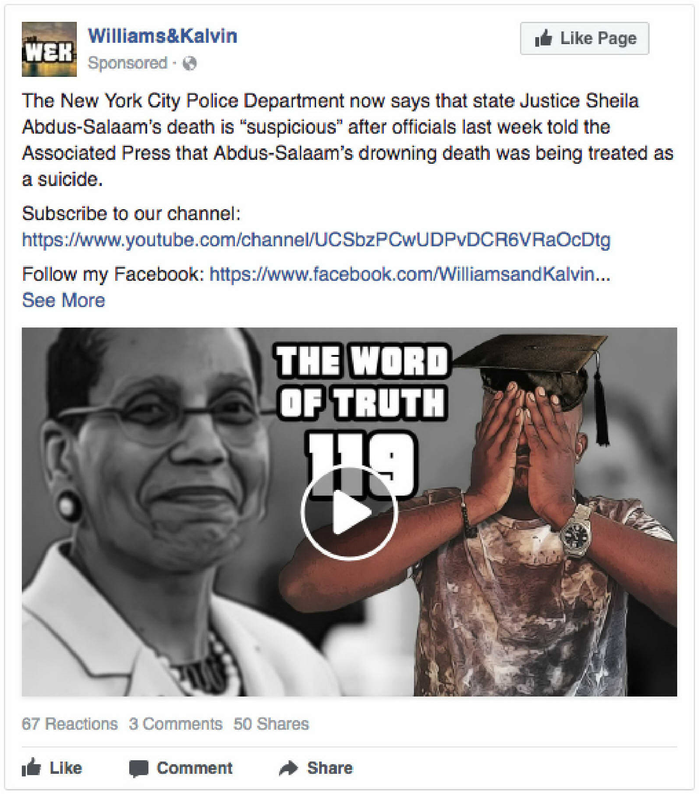 WEK
Williams&Kalvin
Sponsored ·
Like Page
The New York City Police Department now says that state Justice Sheila
Abdus-Salaam's death is “suspicious” after officials last week told the
Associated Press that Abdus-Salaam's drowning death was being treated as
a suicide.
Subscribe to our channel:
https://www.youtube.com/channel/UCSbzPCwUDPvDCR6VRaOcDtg
Follow my Facebook: https://www.facebook.com/WilliamsandKalvin...
See More
THE WORD
OF TRUTH
119
67 Reactions 3 Comments 50 Shares
Like Comment Share